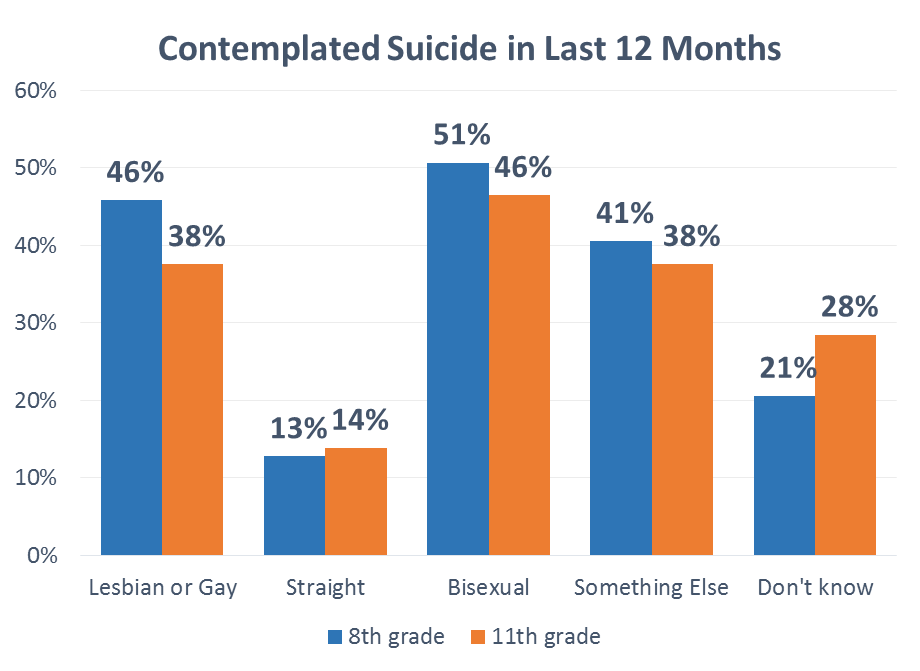 Contemplated Suicide in Last 12 Months
60%
50%
40%
30%
20%
10%
0%
46%
38%
13%
14%
51%
46%
41%
38%
21%
28%
Lesbian or Gay
Straight
Bisexual
Something Else
Don't know
8th grade
11th grade